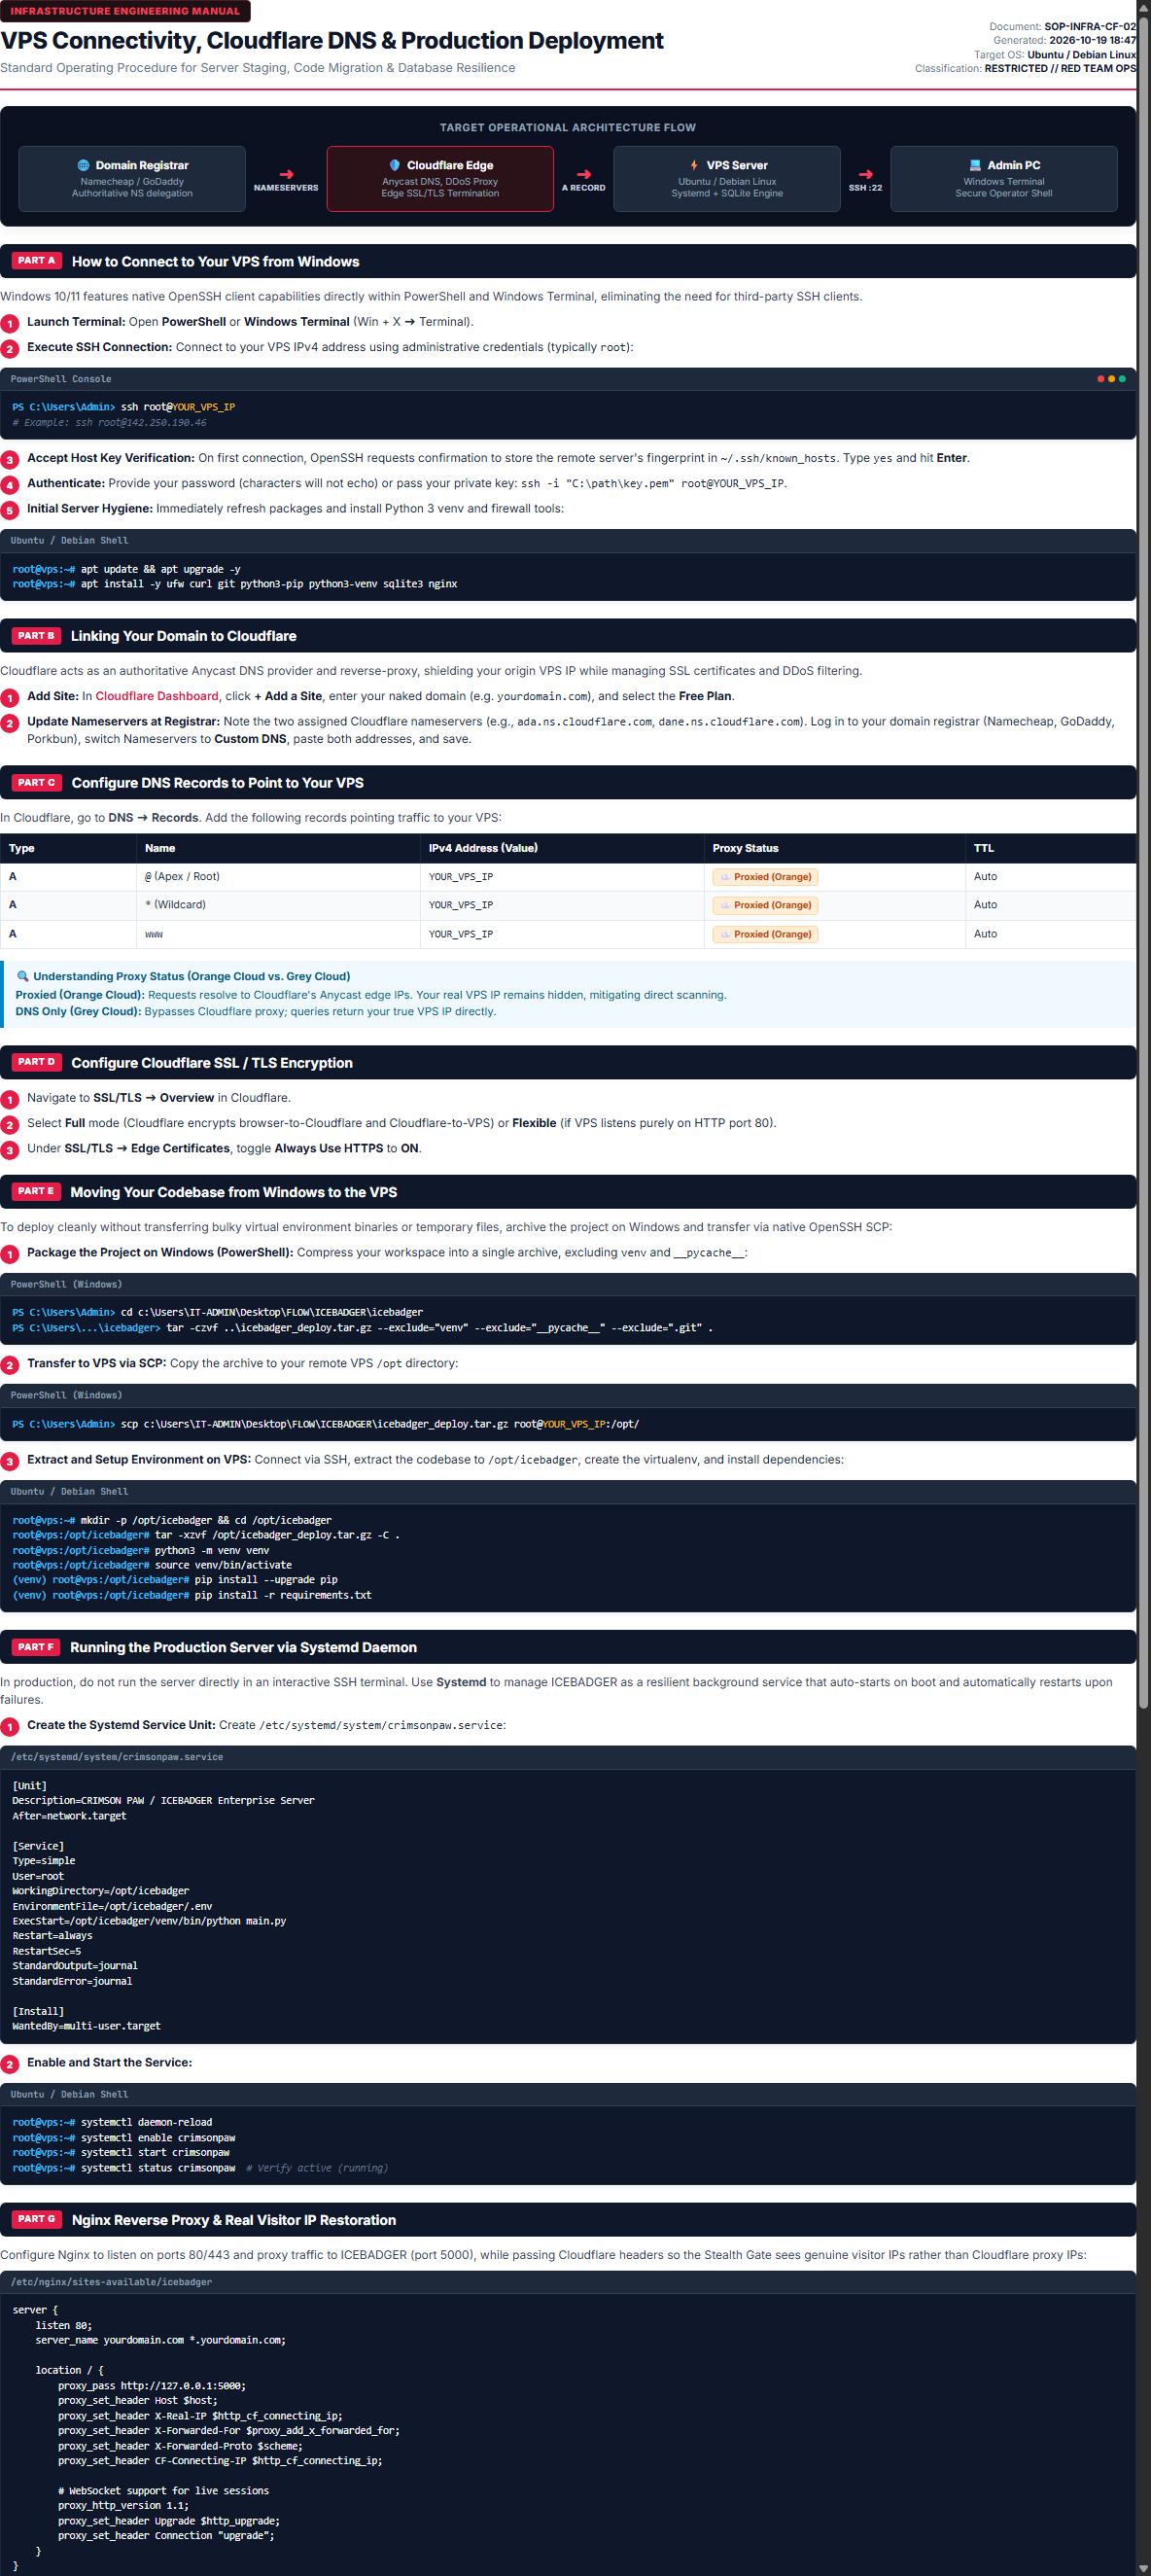 INFRASTRUCTURE ENGINEERING MANUAL
VPS Connectivity, Cloudflare DNS & Production Deployment
Standard Operating Procedure for Server Staging, Code Migration & Database Resilience
Document: SOP-INFRA-CF-02
Generated: 2026-10-19 18:47
Target OS: Ubuntu / Debian Linux
Classification: RESTRICTED // RED TEAM OPS
TARGET OPERATIONAL ARCHITECTURE FLOW
Domain Registrar
Namecheap / GoDaddy
Authoritative NS delegation
➜
NAMESERVERS
Cloudflare Edge
Anycast DNS, DDoS Proxy
Edge SSL/TLS Termination
➜
A RECORD
VPS Server
Ubuntu / Debian Linux
Systemd + SQLite Engine
➜
SSH :22
Admin PC
Windows Terminal
Secure Operator Shell
PART A How to Connect to Your VPS from Windows
Windows 10/11 features native OpenSSH client capabilities directly within PowerShell and Windows Terminal, eliminating the need for third-party SSH clients.
1 Launch Terminal: Open PowerShell or Windows Terminal (Win + X → Terminal).
2 Execute SSH Connection: Connect to your VPS IPv4 address using administrative credentials (typically root):
PowerShell Console
PS C:\Users\Admin> ssh root@YOUR_VPS_IP
# Example: ssh root@142.250.190.46
3 Accept Host Key Verification: On first connection, OpenSSH requests confirmation to store the remote server's fingerprint in ~/.ssh/known_hosts. Type yes and hit Enter.
4 Authenticate: Provide your password (characters will not echo) or pass your private key: ssh -i "C:\path\key.pem" root@YOUR_VPS_IP.
5 Initial Server Hygiene: Immediately refresh packages and install Python 3 venv and firewall tools:
Ubuntu / Debian Shell
root@vps:~# apt update && apt upgrade -y
root@vps:~# apt install -y ufw curl git python3-pip python3-venv sqlite3 nginx
PART B Linking Your Domain to Cloudflare
Cloudflare acts as an authoritative Anycast DNS provider and reverse-proxy, shielding your origin VPS IP while managing SSL certificates and DDoS filtering.
1 Add Site: In Cloudflare Dashboard, click + Add a Site, enter your naked domain (e.g. yourdomain.com), and select the Free Plan.
2 Update Nameservers at Registrar: Note the two assigned Cloudflare nameservers (e.g., ada.ns.cloudflare.com, dane.ns.cloudflare.com). Log in to your domain registrar (Namecheap, GoDaddy,
Porkbun), switch Nameservers to Custom DNS, paste both addresses, and save.
PART C Configure DNS Records to Point to Your VPS
In Cloudflare, go to DNS → Records. Add the following records pointing traffic to your VPS:
Type Name IPv4 Address (Value) Proxy Status TTL
A @ (Apex / Root) YOUR_VPS_IP Proxied (Orange) Auto
A * (Wildcard) YOUR_VPS_IP Proxied (Orange) Auto
A www YOUR_VPS_IP Proxied (Orange) Auto
Understanding Proxy Status (Orange Cloud vs. Grey Cloud)
Proxied (Orange Cloud): Requests resolve to Cloudflare's Anycast edge IPs. Your real VPS IP remains hidden, mitigating direct scanning.
DNS Only (Grey Cloud): Bypasses Cloudflare proxy; queries return your true VPS IP directly.
PART D Configure Cloudflare SSL / TLS Encryption
1 Navigate to SSL/TLS → Overview in Cloudflare.
2 Select Full mode (Cloudflare encrypts browser-to-Cloudflare and Cloudflare-to-VPS) or Flexible (if VPS listens purely on HTTP port 80).
3 Under SSL/TLS → Edge Certificates, toggle Always Use HTTPS to ON.
PART E Moving Your Codebase from Windows to the VPS
To deploy cleanly without transferring bulky virtual environment binaries or temporary files, archive the project on Windows and transfer via native OpenSSH SCP:
1 Package the Project on Windows (PowerShell): Compress your workspace into a single archive, excluding venv and __pycache__:
PowerShell (Windows)
PS C:\Users\Admin> cd c:\Users\IT-ADMIN\Desktop\FLOW\ICEBADGER\icebadger
PS C:\Users\...\icebadger> tar -czvf ..\icebadger_deploy.tar.gz --exclude="venv" --exclude="__pycache__" --exclude=".git" .
2 Transfer to VPS via SCP: Copy the archive to your remote VPS /opt directory:
PowerShell (Windows)
PS C:\Users\Admin> scp c:\Users\IT-ADMIN\Desktop\FLOW\ICEBADGER\icebadger_deploy.tar.gz root@YOUR_VPS_IP:/opt/
3 Extract and Setup Environment on VPS: Connect via SSH, extract the codebase to /opt/icebadger, create the virtualenv, and install dependencies:
Ubuntu / Debian Shell
root@vps:~# mkdir -p /opt/icebadger && cd /opt/icebadger
root@vps:/opt/icebadger# tar -xzvf /opt/icebadger_deploy.tar.gz -C .
root@vps:/opt/icebadger# python3 -m venv venv
root@vps:/opt/icebadger# source venv/bin/activate
(venv) root@vps:/opt/icebadger# pip install --upgrade pip
(venv) root@vps:/opt/icebadger# pip install -r requirements.txt
PART F Running the Production Server via Systemd Daemon
In production, do not run the server directly in an interactive SSH terminal. Use Systemd to manage ICEBADGER as a resilient background service that auto-starts on boot and automatically restarts upon
failures.
1 Create the Systemd Service Unit: Create /etc/systemd/system/crimsonpaw.service:
/etc/systemd/system/crimsonpaw.service
[Unit]
Description=CRIMSON PAW / ICEBADGER Enterprise Server
After=network.target
[Service]
Type=simple
User=root
WorkingDirectory=/opt/icebadger
EnvironmentFile=/opt/icebadger/.env
ExecStart=/opt/icebadger/venv/bin/python main.py
Restart=always
RestartSec=5
StandardOutput=journal
StandardError=journal
[Install]
WantedBy=multi-user.target
2 Enable and Start the Service:
Ubuntu / Debian Shell
root@vps:~# systemctl daemon-reload
root@vps:~# systemctl enable crimsonpaw
root@vps:~# systemctl start crimsonpaw
root@vps:~# systemctl status crimsonpaw # Verify active (running)
PART G Nginx Reverse Proxy & Real Visitor IP Restoration
Configure Nginx to listen on ports 80/443 and proxy traffic to ICEBADGER (port 5000), while passing Cloudflare headers so the Stealth Gate sees genuine visitor IPs rather than Cloudflare proxy IPs:
/etc/nginx/sites-available/icebadger
server {
listen 80;
server_name yourdomain.com *.yourdomain.com;
location / {
proxy_pass http://127.0.0.1:5000;
proxy_set_header Host $host;
proxy_set_header X-Real-IP $http_cf_connecting_ip;
proxy_set_header X-Forwarded-For $proxy_add_x_forwarded_for;
proxy_set_header X-Forwarded-Proto $scheme;
proxy_set_header CF-Connecting-IP $http_cf_connecting_ip;
# WebSocket support for live sessions
proxy_http_version 1.1;
proxy_set_header Upgrade $http_upgrade;
proxy_set_header Connection "upgrade";
}
}